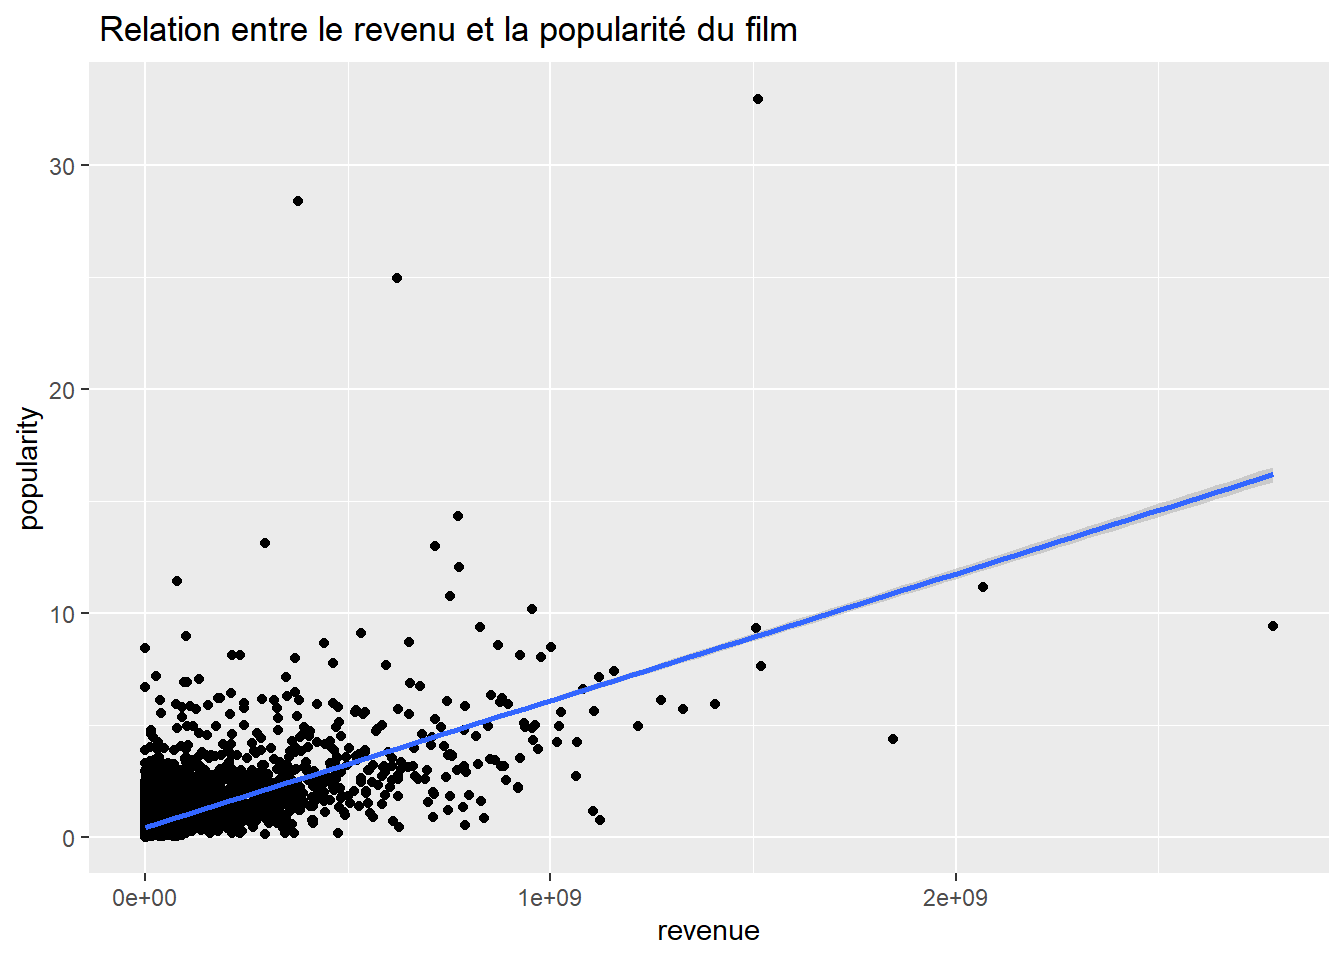 Relation entre le revenu et la popularité du film
30
20
10
0
popularity
0e+00
1e+09
2e+09
revenue